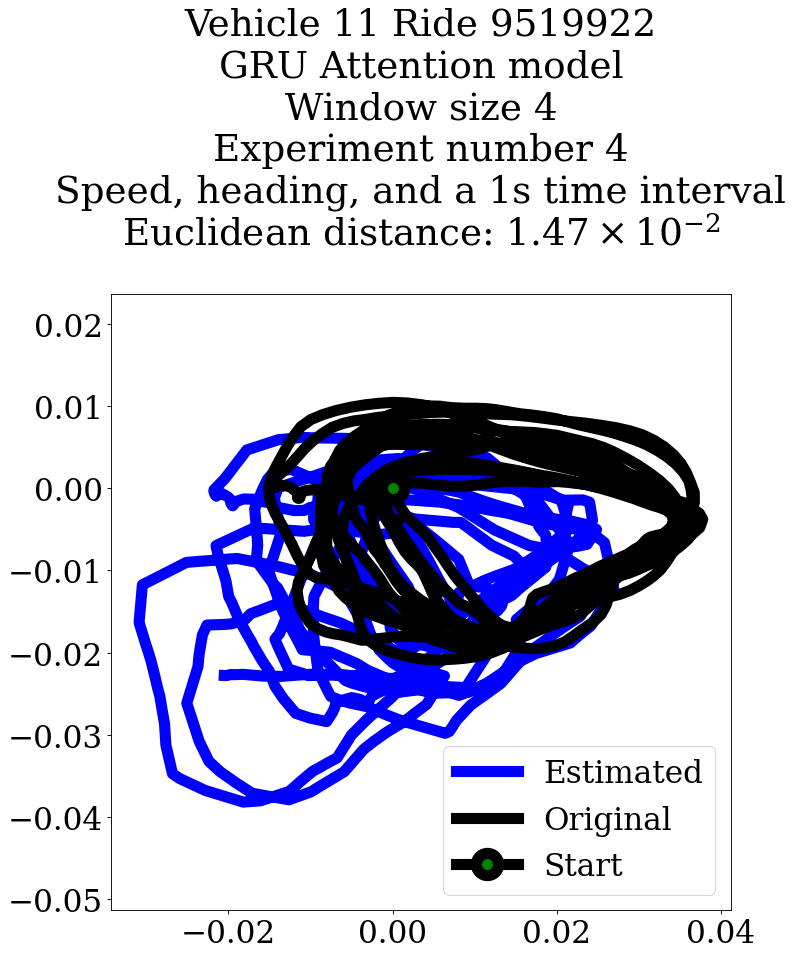 Vehicle 11 Ride 9519922
GRU Attention model
Window size 4
Experiment number 4
Speed, heading, and a 1s time interval
Euclidean distance: 1.47 × 10⁻²
0.02
0.01
0.00
−0.01
−0.02
−0.03
−0.04
−0.05
−0.02
0.00
0.02
0.04
Estimated
Original
Start